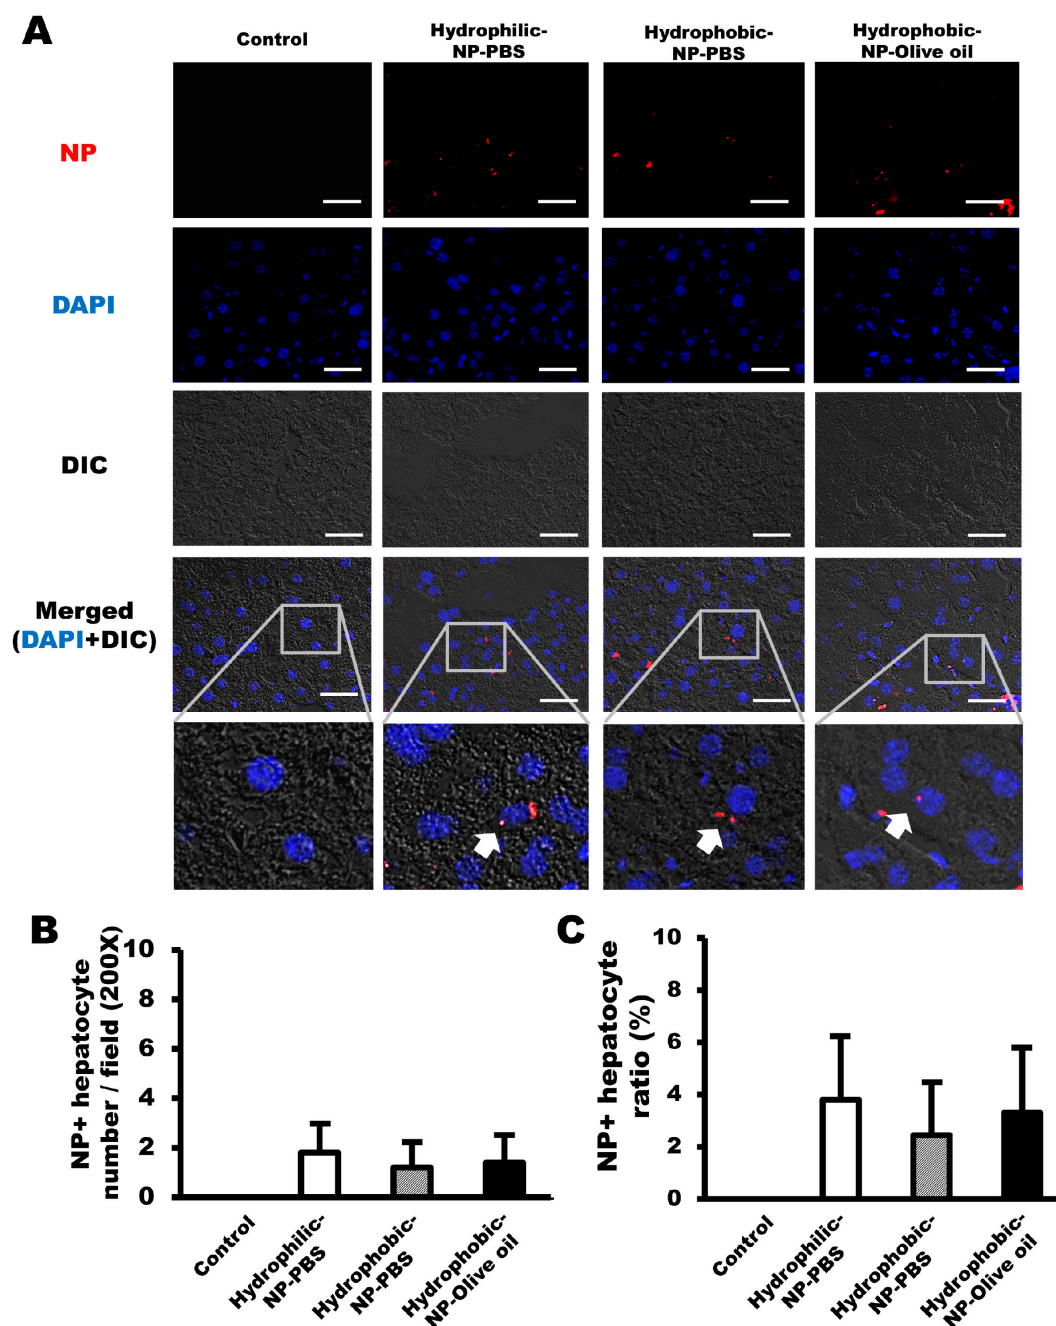 A
Control
Hydrophilic-
NP-PBS
Hydrophobic-
NP-PBS
Hydrophobic-
NP-Olive oil
NP
DAPI
DIC
Merged
(DAPI+DIC)
B
NP+ hepatocyte
number / field (200X)
10
8
6
4
2
0
Control
Hydrophilic-
NP-PBS
Hydrophobic-
NP-PBS
Hydrophobic-
NP-Olive oil
C
NP+ hepatocyte
ratio (%)
10
8
6
4
2
0
Control
Hydrophilic-
NP-PBS
Hydrophobic-
NP-PBS
Hydrophobic-
NP-Olive oil